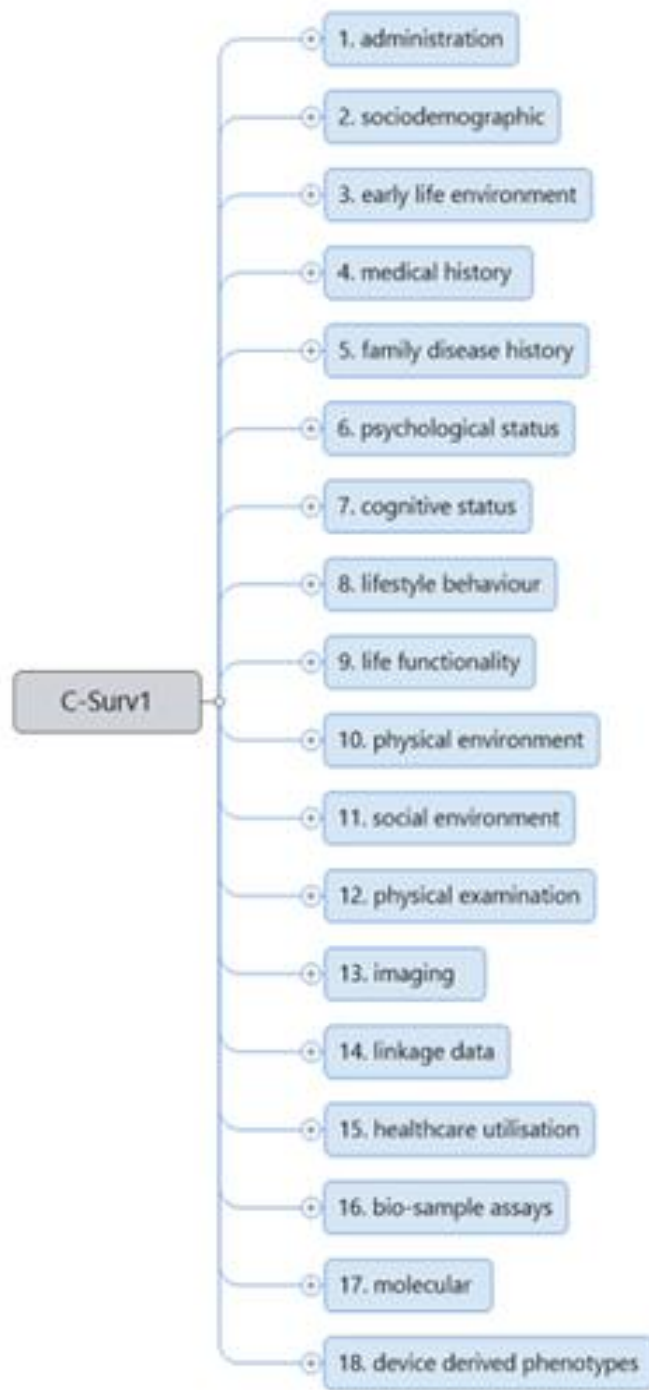 1. administration
2. sociodemographic
3. early life environment
4. medical history
5. family disease history
6. psychological status
7. cognitive status
8. lifestyle behaviour
9. life functionality
C-Surv1
10. physical environment
11. social environment
12. physical examination
13. imaging
14. linkage data
15. healthcare utilisation
16. bio-sample assays
17. molecular
18. device derived phenotypes